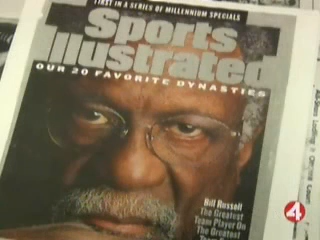 FIRST IN A SERIES OF MILLENNIUM SPECIALS
Sports
Illustrated
OUR 20 FAVORITE DYNASTIES
Bill Russell
The Greatest
Team Player On
The Greatest
4